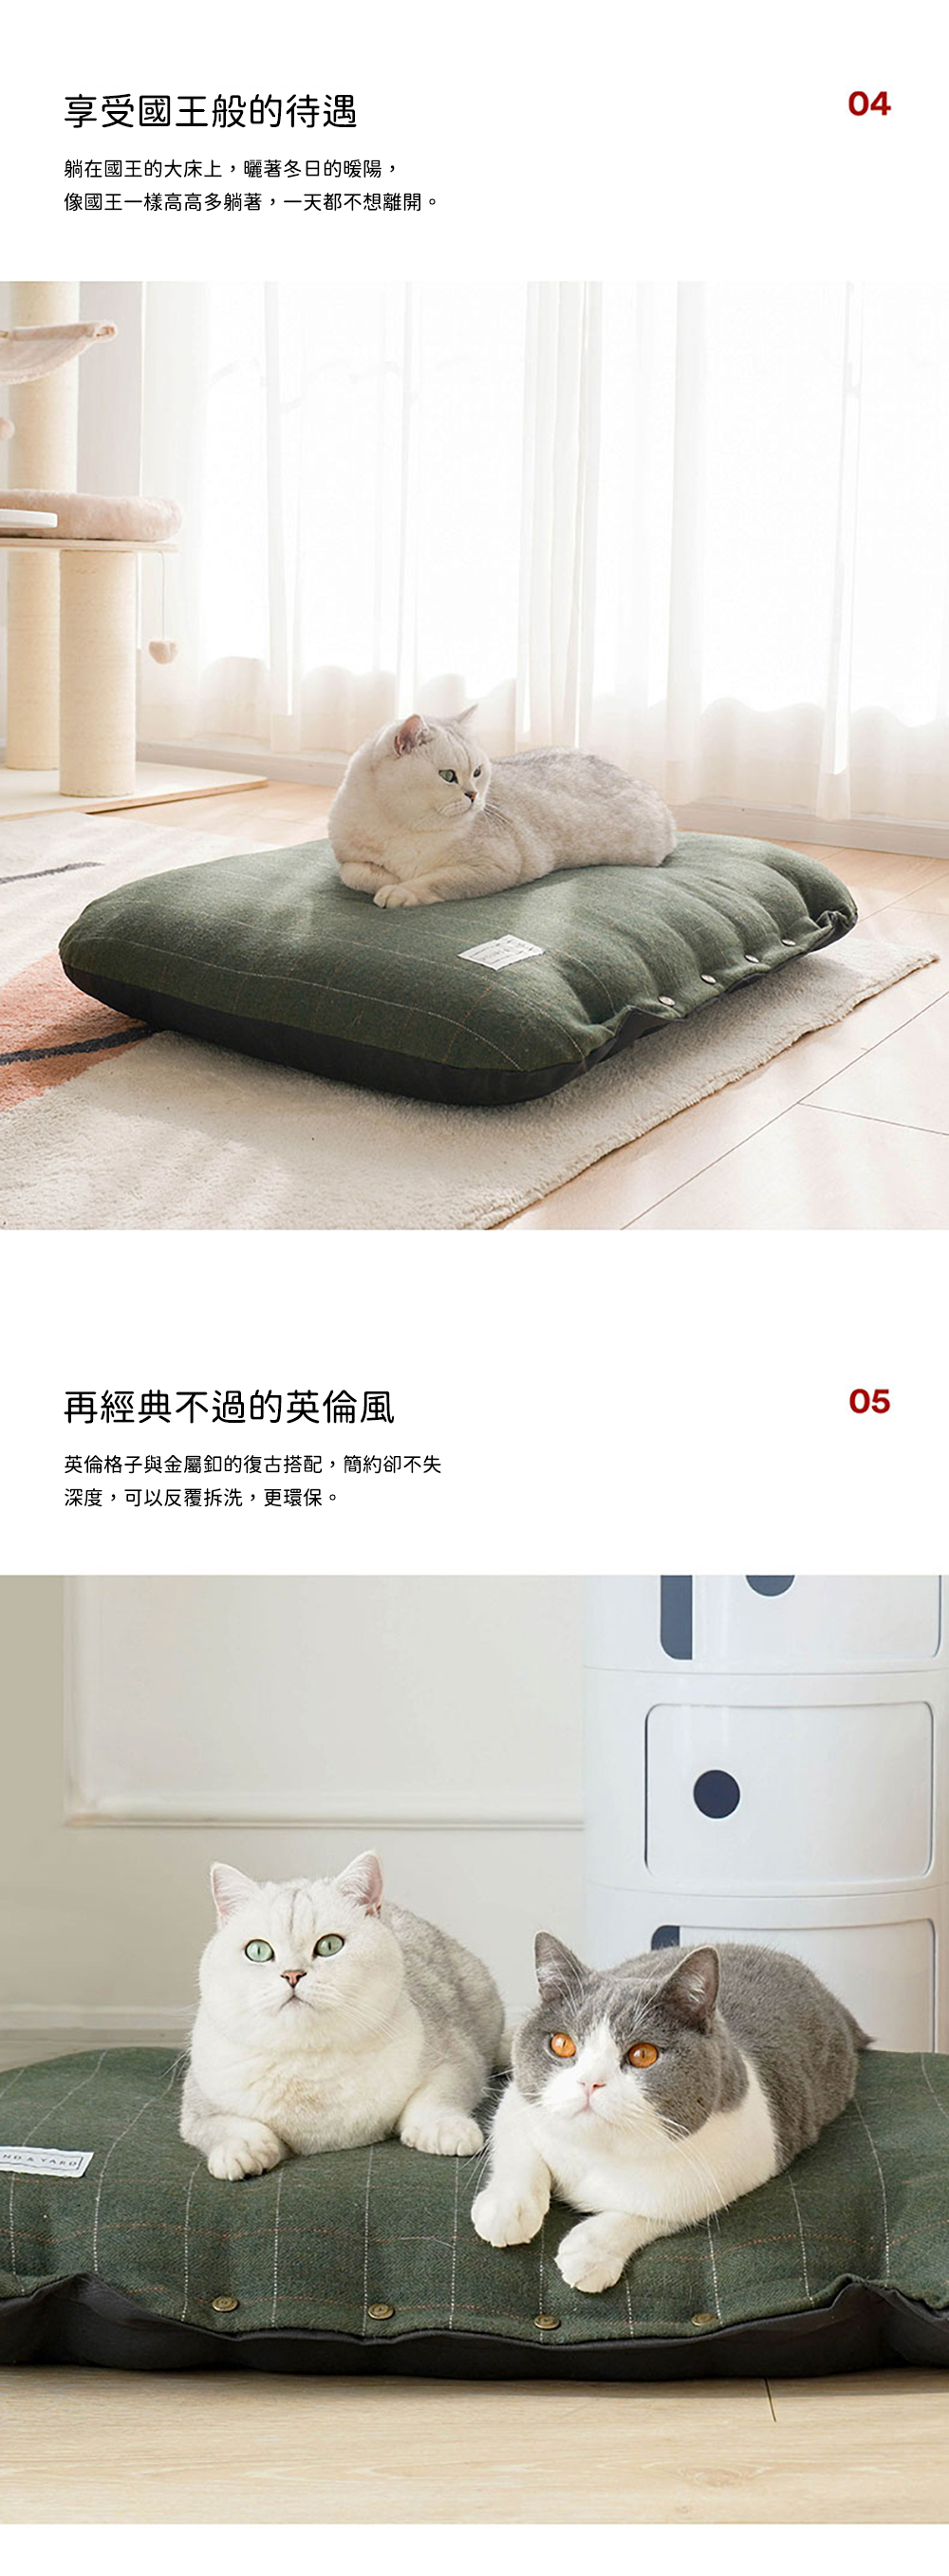 享受國王般的待遇
04
躺在國王的大床上，曬著冬日的暖陽，
像國王一樣高高多躺著，一天都不想離開。
再經典不過的英倫風
05
英倫格子與金屬釦的復古搭配，簡約卻不失
深度，可以反覆拆洗，更環保。
ND & YARD